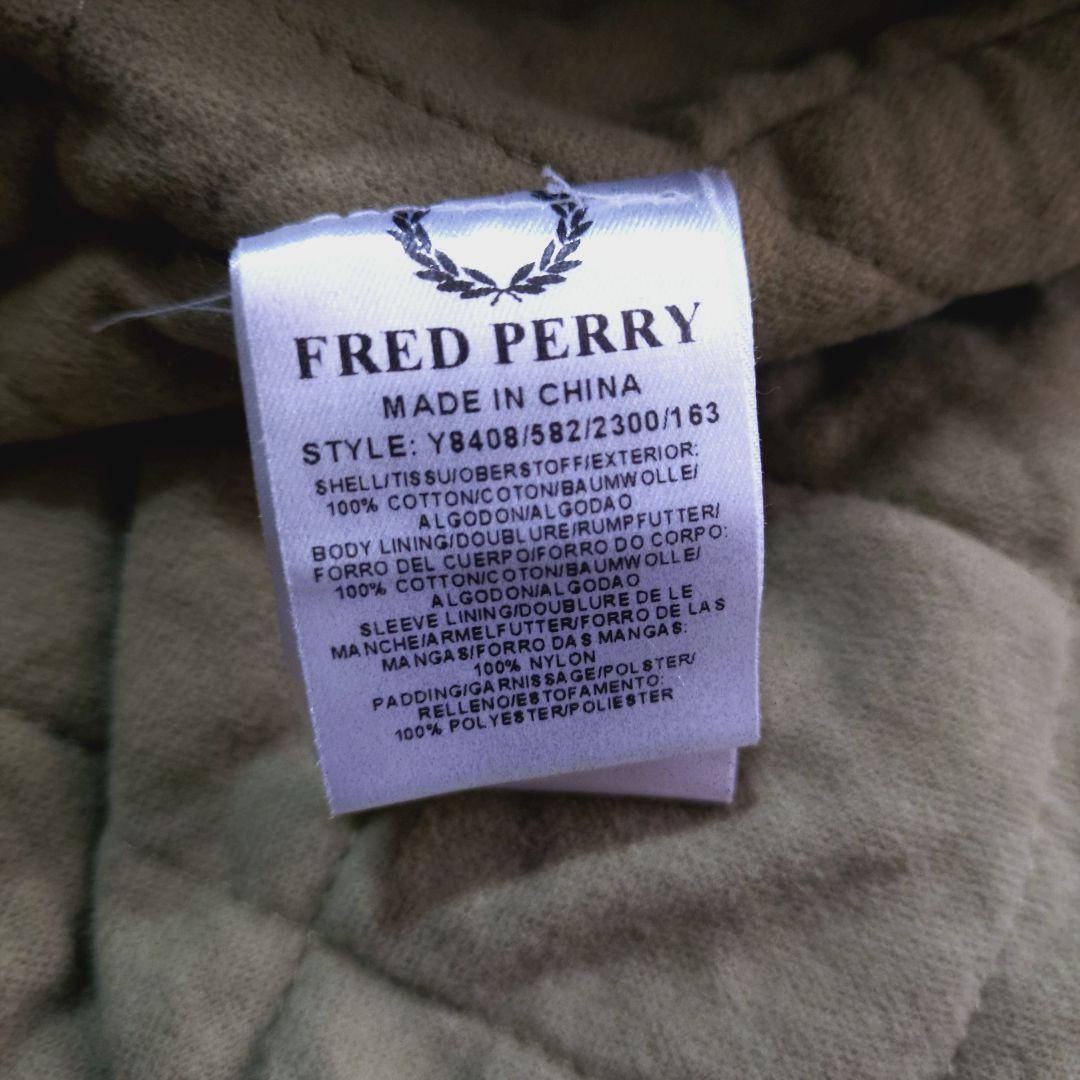 FRED PERRY
MADE IN CHINA
STYLE: Y8408/582/2300/163
SHELL/TISSU/OBERSTOFF/EXTERIOR:
100% COTTON/COTON/BAUMWOLLE/
ALGODON/ALGODAO
BODY LINING/DOUBLURE/RUMPFUTTER/
FORRO DEL CUERPO/FORRO DO CORPO:
100% COTTON/COTON/BAUMWOLLE/
ALGODON/ALGODAO
SLEEVE LINING/DOUBLURE DE LE
MANCHE/ARMELFUTTER/FORRO DE LAS
MANGAS/FORRO DAS MANGAS:
100% NYLON
PADDING/GARNISSAGE/POLSTER/
RELLENO/ESTOFAMENTO:
100% POLYESTER/POLIESTER